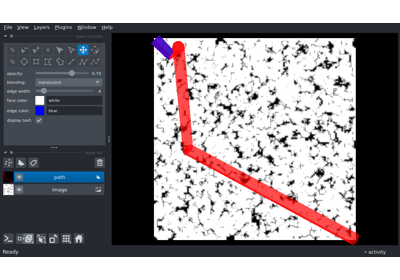 File View Layers Plugins Window Help
opacity: 0.70
blending: translucent
edge width:
face color: white
edge color: blue
display text:
path
Image
Ready activity